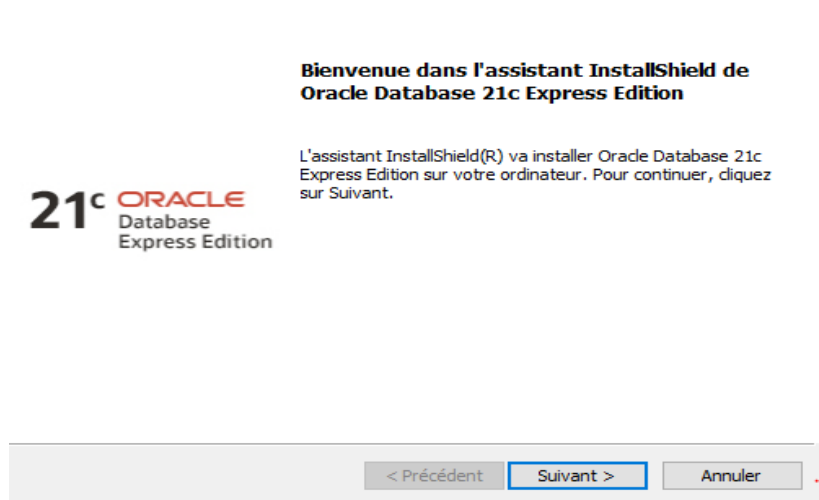 Bienvenue dans l'assistant InstallShield de
Oracle Database 21c Express Edition
L'assistant InstallShield(R) va installer Oracle Database 21c
Express Edition sur votre ordinateur. Pour continuer, cliquez
sur Suivant.
21c ORACLE
Database
Express Edition
< Précédent Suivant > Annuler